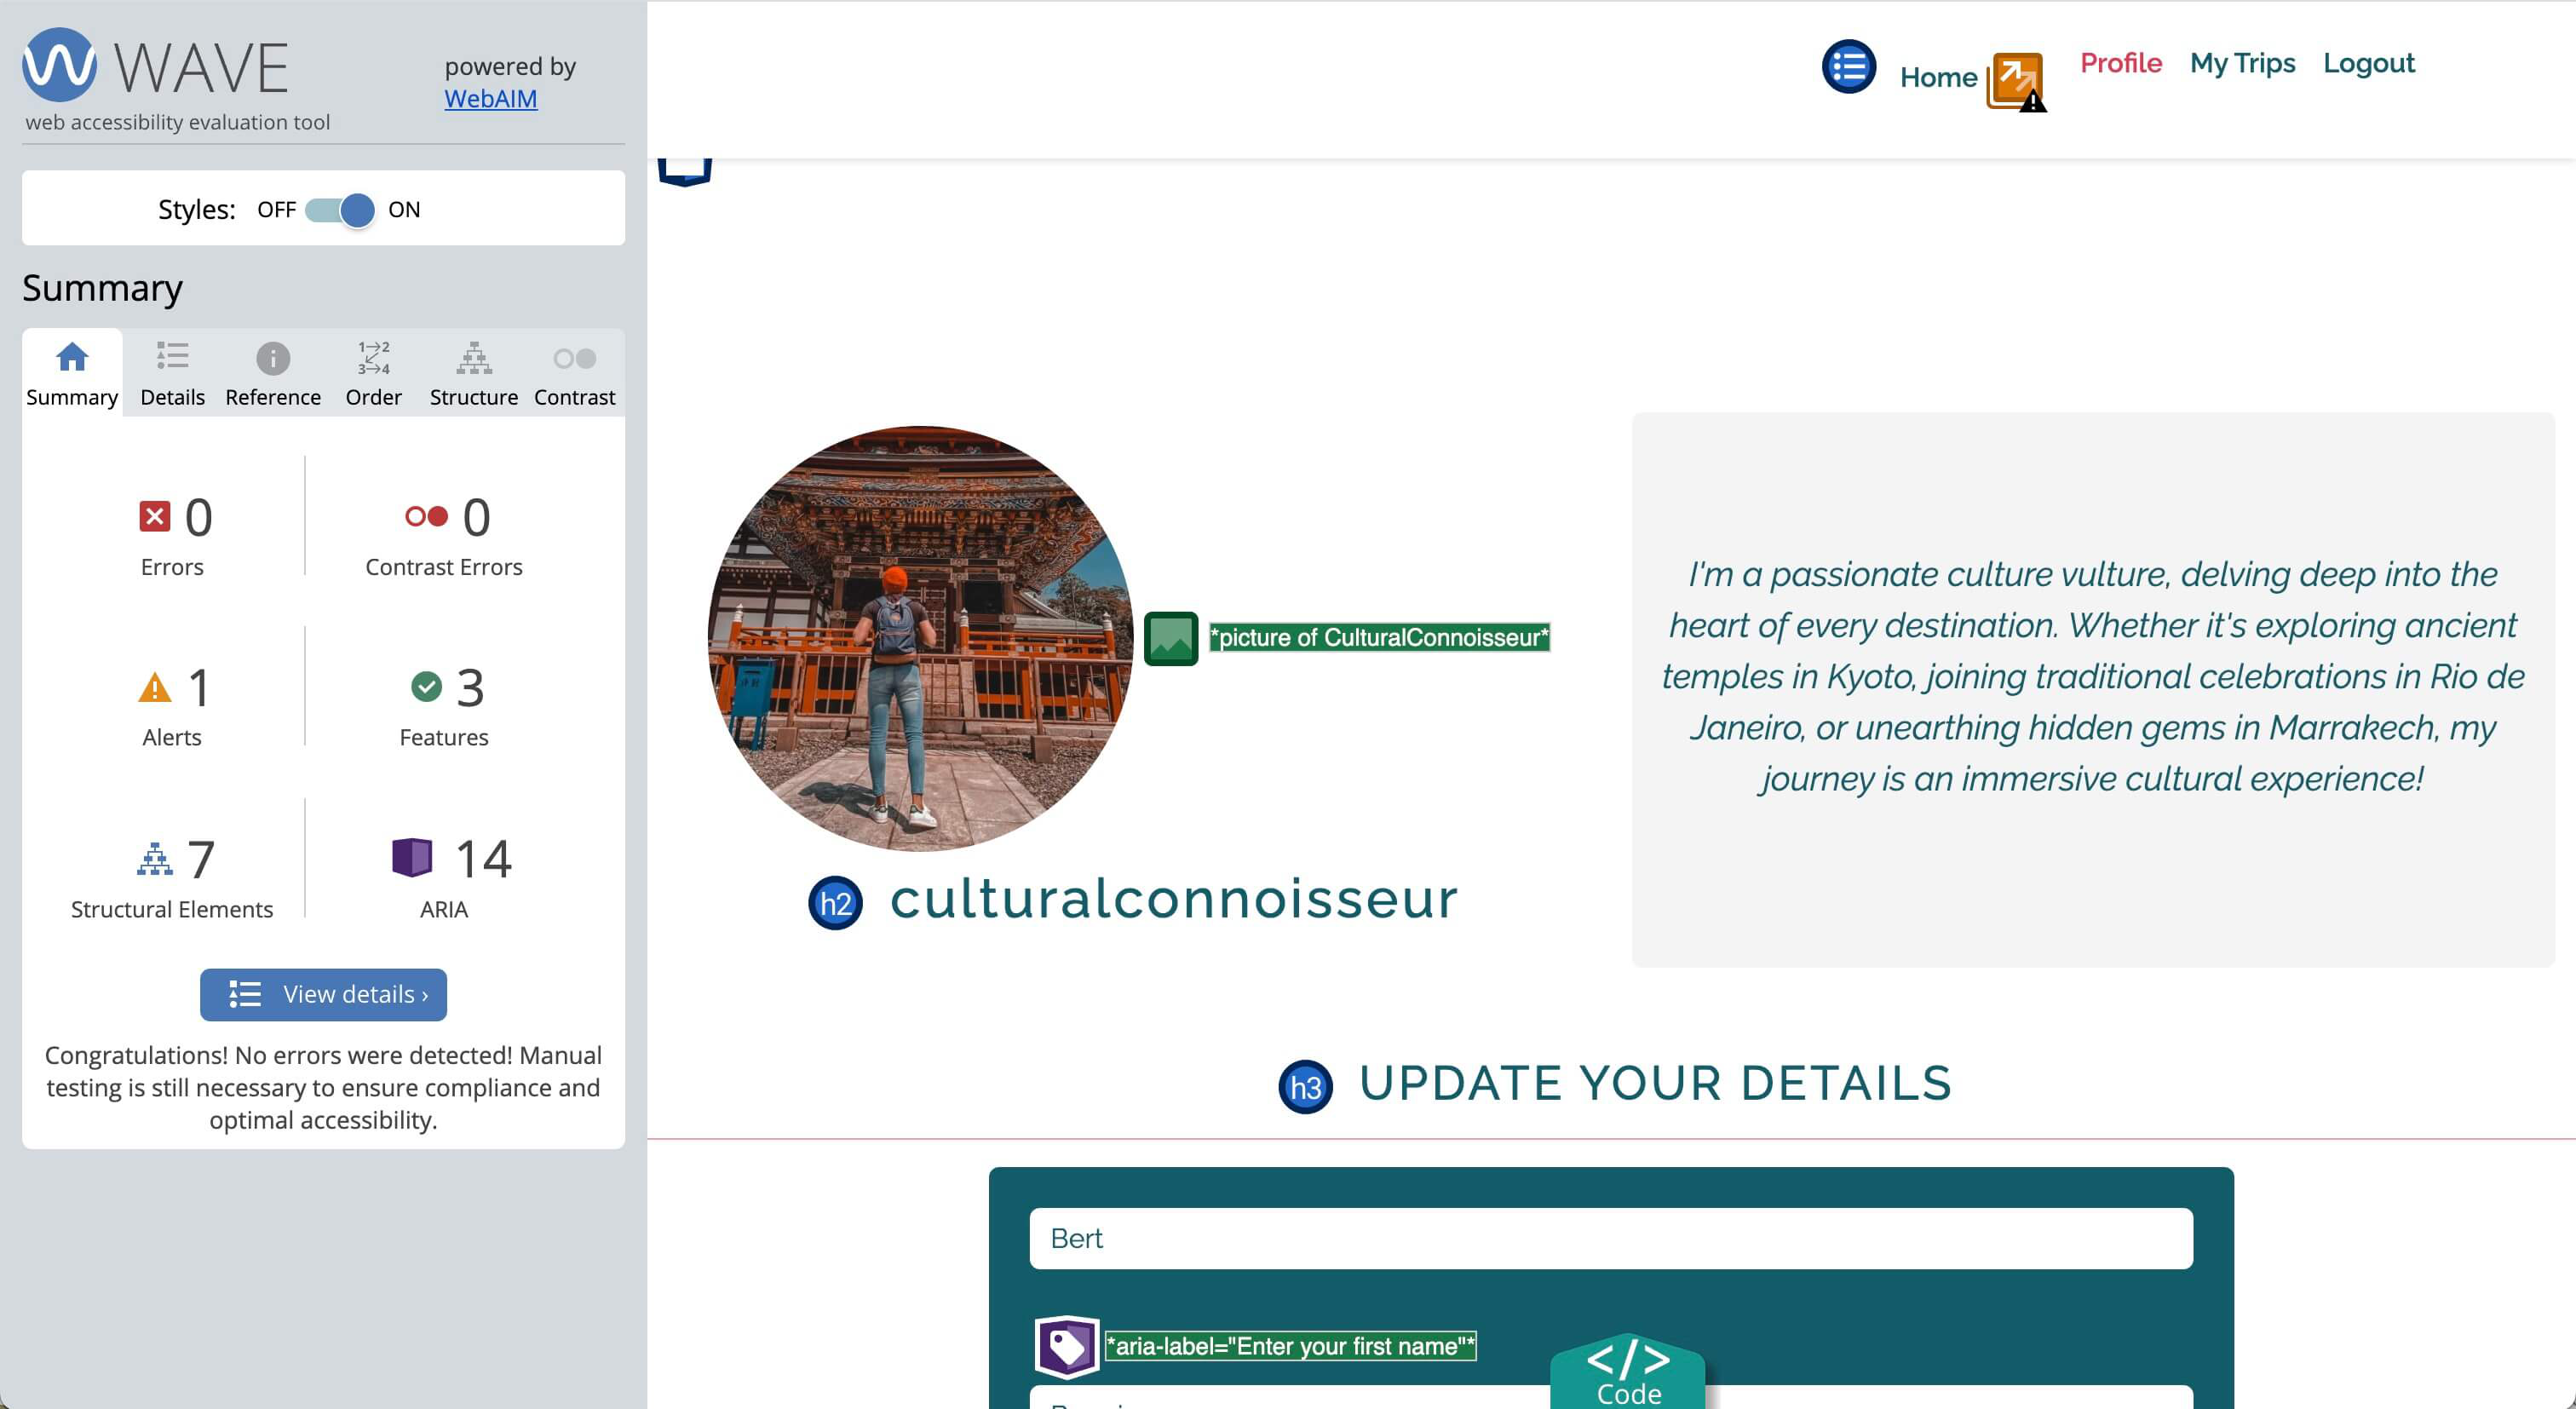 WAVE
powered by
WebAIM
web accessibility evaluation tool
Styles: OFF ON
Summary
Summary Details Reference Order Structure Contrast
1→2
3→4
0
Errors
0
Contrast Errors
1
Alerts
3
Features
7
Structural Elements
14
ARIA
View details ›
Congratulations! No errors were detected! Manual
testing is still necessary to ensure compliance and
optimal accessibility.
Home Profile My Trips Logout
*picture of CulturalConnoisseur*
h2 culturalconnoisseur
I'm a passionate culture vulture, delving deep into the
heart of every destination. Whether it's exploring ancient
temples in Kyoto, joining traditional celebrations in Rio de
Janeiro, or unearthing hidden gems in Marrakech, my
journey is an immersive cultural experience!
h3 UPDATE YOUR DETAILS
Bert
*aria-label="Enter your first name"*
</>
Code